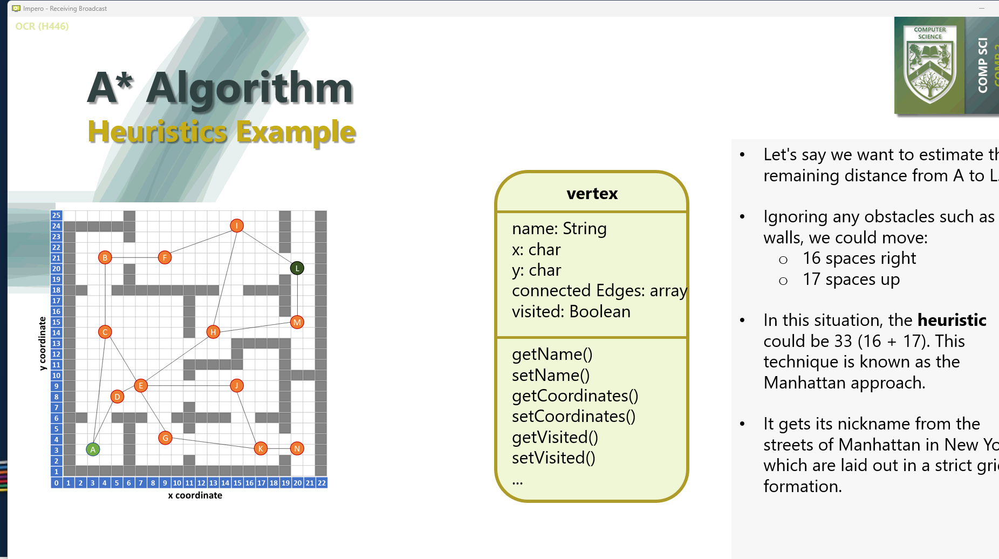 Impero - Receiving Broadcast
OCR (H446)
COMPUTER
SCIENCE
COMP SCI
A* Algorithm
Heuristics Example
25
24
23
22
21
20
19
18
17
16
15
14
13
12
11
10
9
8
7
6
5
4
3
2
1
0 1 2 3 4 5 6 7 8 9 10 11 12 13 14 15 16 17 18 19 20 21 22
y coordinate
x coordinate
I
B F
L
M
C H
E J
D
G
A K N
vertex
name: String
x: char
y: char
connected Edges: array
visited: Boolean
getName()
setName()
getCoordinates()
setCoordinates()
getVisited()
setVisited()
...
• Let's say we want to estimate th
remaining distance from A to L.
• Ignoring any obstacles such as
walls, we could move:
o 16 spaces right
o 17 spaces up
• In this situation, the heuristic
could be 33 (16 + 17). This
technique is known as the
Manhattan approach.
• It gets its nickname from the
streets of Manhattan in New Yo
which are laid out in a strict gri
formation.